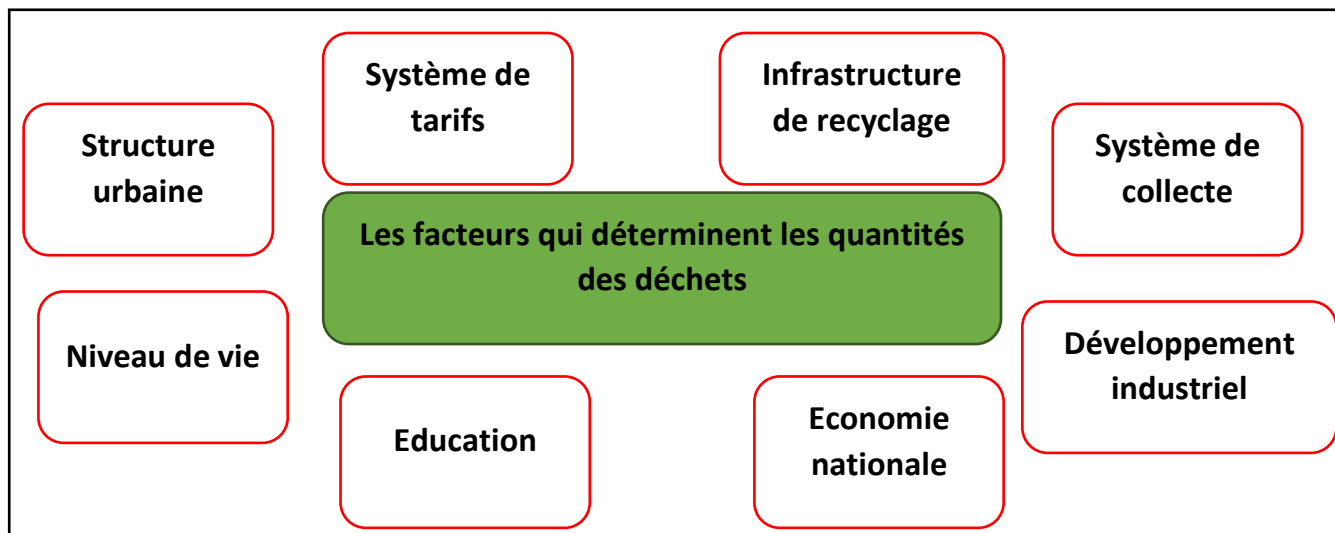 Système de
tarifs
Infrastructure
de recyclage
Structure
urbaine
Système de
collecte
Les facteurs qui déterminent les quantités
des déchets
Niveau de vie
Développement
industriel
Education
Economie
nationale